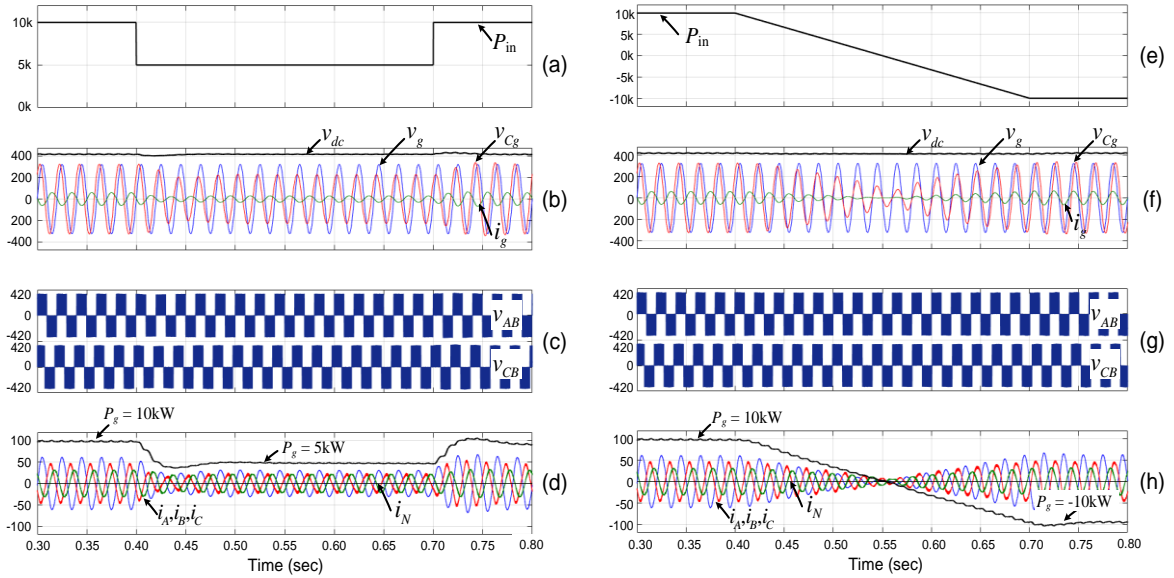 10k
5k
0k
P_in
(a)
400
200
0
200
-400
v_dc
v_g
v_Cg
i_g
(b)
420
0
-420
420
0
-420
v_AB
v_CB
(c)
100
50
0
-50
-100
P_g = 10kW
P_g = 5kW
i_A,i_B,i_C
i_N
(d)
0.30 0.35 0.40 0.45 0.50 0.55 0.60 0.65 0.70 0.75 0.80
Time (sec)
10k
5k
0k
-5k
-10k
P_in
(e)
400
200
0
200
-400
v_dc
v_g
v_Cg
i_g
(f)
420
0
-420
420
0
-420
v_AB
v_CB
(g)
100
50
0
-50
-100
P_g = 10kW
P_g = -10kW
i_A,i_B,i_C
i_N
(h)
0.30 0.35 0.40 0.45 0.50 0.55 0.60 0.65 0.70 0.75 0.80
Time (sec)